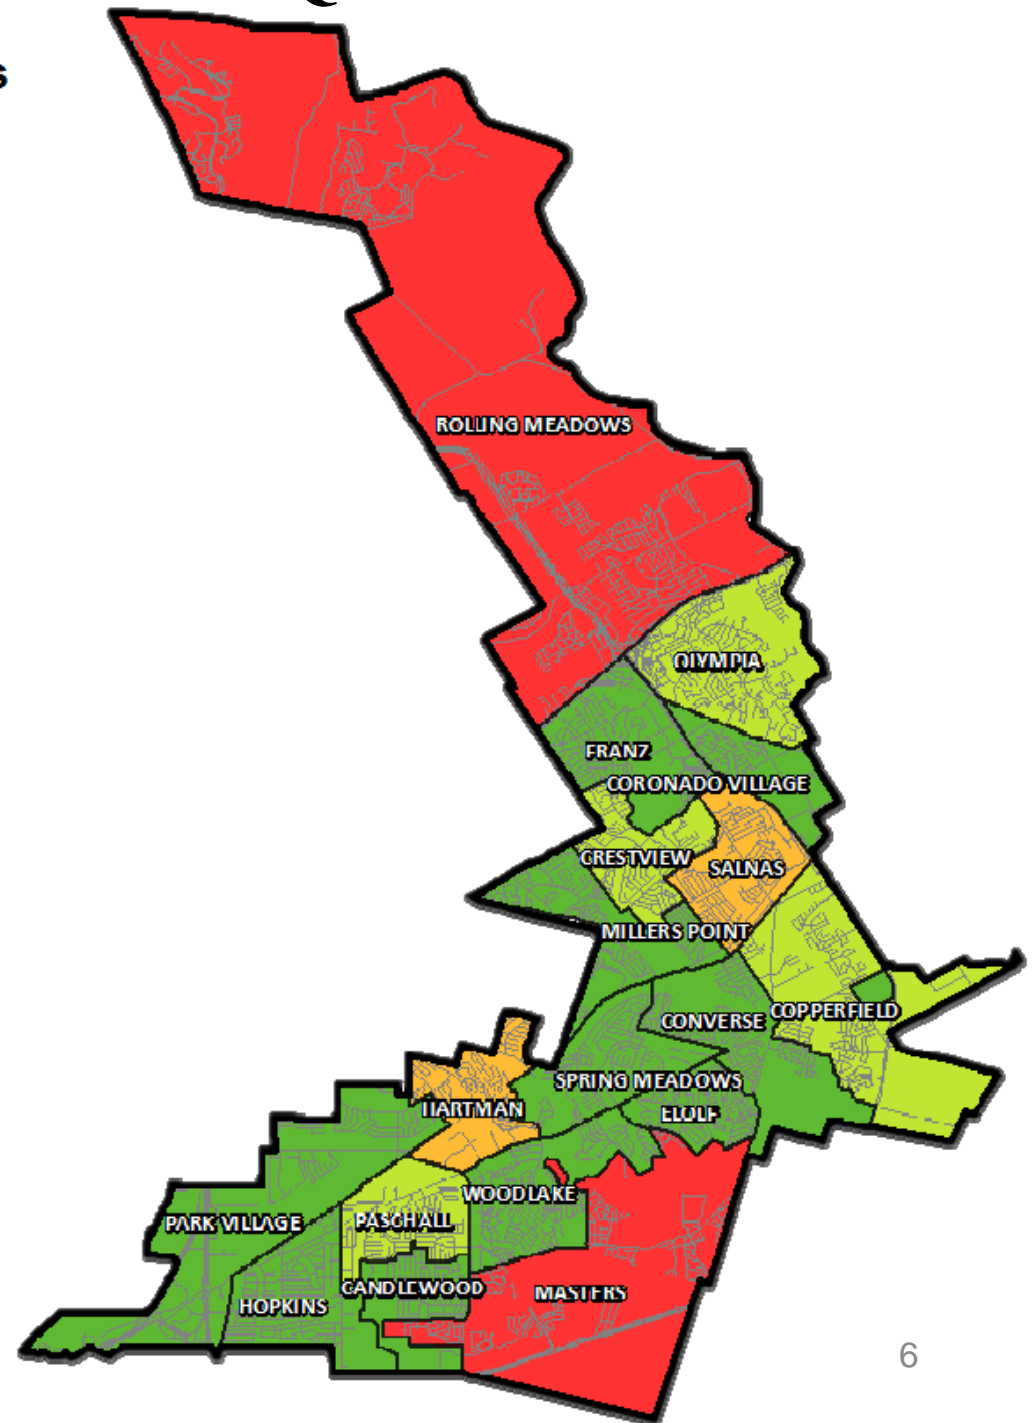 ROLLING MEADOWS
OLYMPIA
FRANZ
CORONADO VILLAGE
CRESTVIEW
SALNAS
MILLERS POINT
COPPERFIELD
CONVERSE
SPRING MEADOWS
HARTMAN
ELOLF
WOODLAKE
PARK VILLAGE
PASCHALL
CANDLEWOOD
MASTERS
HOPKINS
6